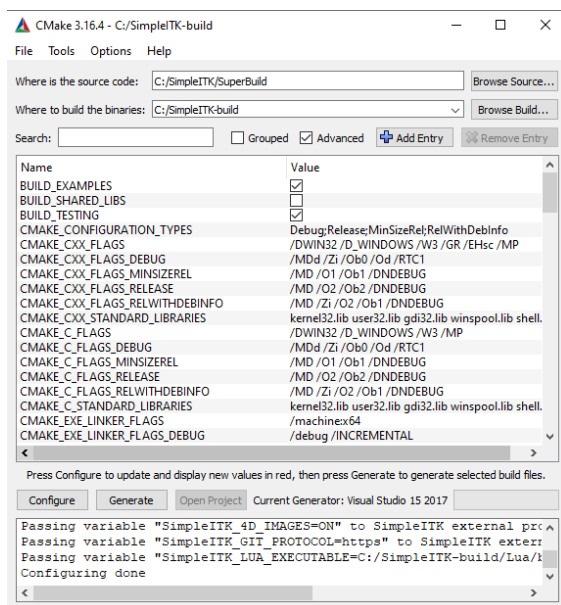 CMake 3.16.4 - C:/SimpleITK-build
File Tools Options Help
Where is the source code: C:/SimpleITK/SuperBuild Browse Source...
Where to build the binaries: C:/SimpleITK-build Browse Build...
Search: Grouped Advanced Add Entry Remove Entry
Name Value
BUILD_EXAMPLES
BUILD_SHARED_LIBS
BUILD_TESTING
CMAKE_CONFIGURATION_TYPES Debug;Release;MinSizeRel;RelWithDebInfo
CMAKE_CXX_FLAGS /DWIN32 /D_WINDOWS /W3 /GR /EHsc /MP
CMAKE_CXX_FLAGS_DEBUG /MDd /Zi /Ob0 /Od /RTC1
CMAKE_CXX_FLAGS_MINSIZEREL /MD /O1 /Ob1 /DNDEBUG
CMAKE_CXX_FLAGS_RELEASE /MD /O2 /Ob2 /DNDEBUG
CMAKE_CXX_FLAGS_RELWITHDEBINFO /MD /Zi /O2 /Ob1 /DNDEBUG
CMAKE_CXX_STANDARD_LIBRARIES kernel32.lib user32.lib gdi32.lib winspool.lib shell.
CMAKE_C_FLAGS /DWIN32 /D_WINDOWS /W3 /MP
CMAKE_C_FLAGS_DEBUG /MDd /Zi /Ob0 /Od /RTC1
CMAKE_C_FLAGS_MINSIZEREL /MD /O1 /Ob1 /DNDEBUG
CMAKE_C_FLAGS_RELEASE /MD /O2 /Ob2 /DNDEBUG
CMAKE_C_FLAGS_RELWITHDEBINFO /MD /Zi /O2 /Ob1 /DNDEBUG
CMAKE_C_STANDARD_LIBRARIES kernel32.lib user32.lib gdi32.lib winspool.lib shell.
CMAKE_EXE_LINKER_FLAGS /machine:x64
CMAKE_EXE_LINKER_FLAGS_DEBUG /debug /INCREMENTAL
Press Configure to update and display new values in red, then press Generate to generate selected build files.
Configure Generate Open Project Current Generator: Visual Studio 15 2017
Passing variable "SimpleITK_4D_IMAGES=ON" to SimpleITK external pro
Passing variable "SimpleITK_GIT_PROTOCOL=https" to SimpleITK extern
Passing variable "SimpleITK_LUA_EXECUTABLE=C:/SimpleITK-build/Lua/b
Configuring done